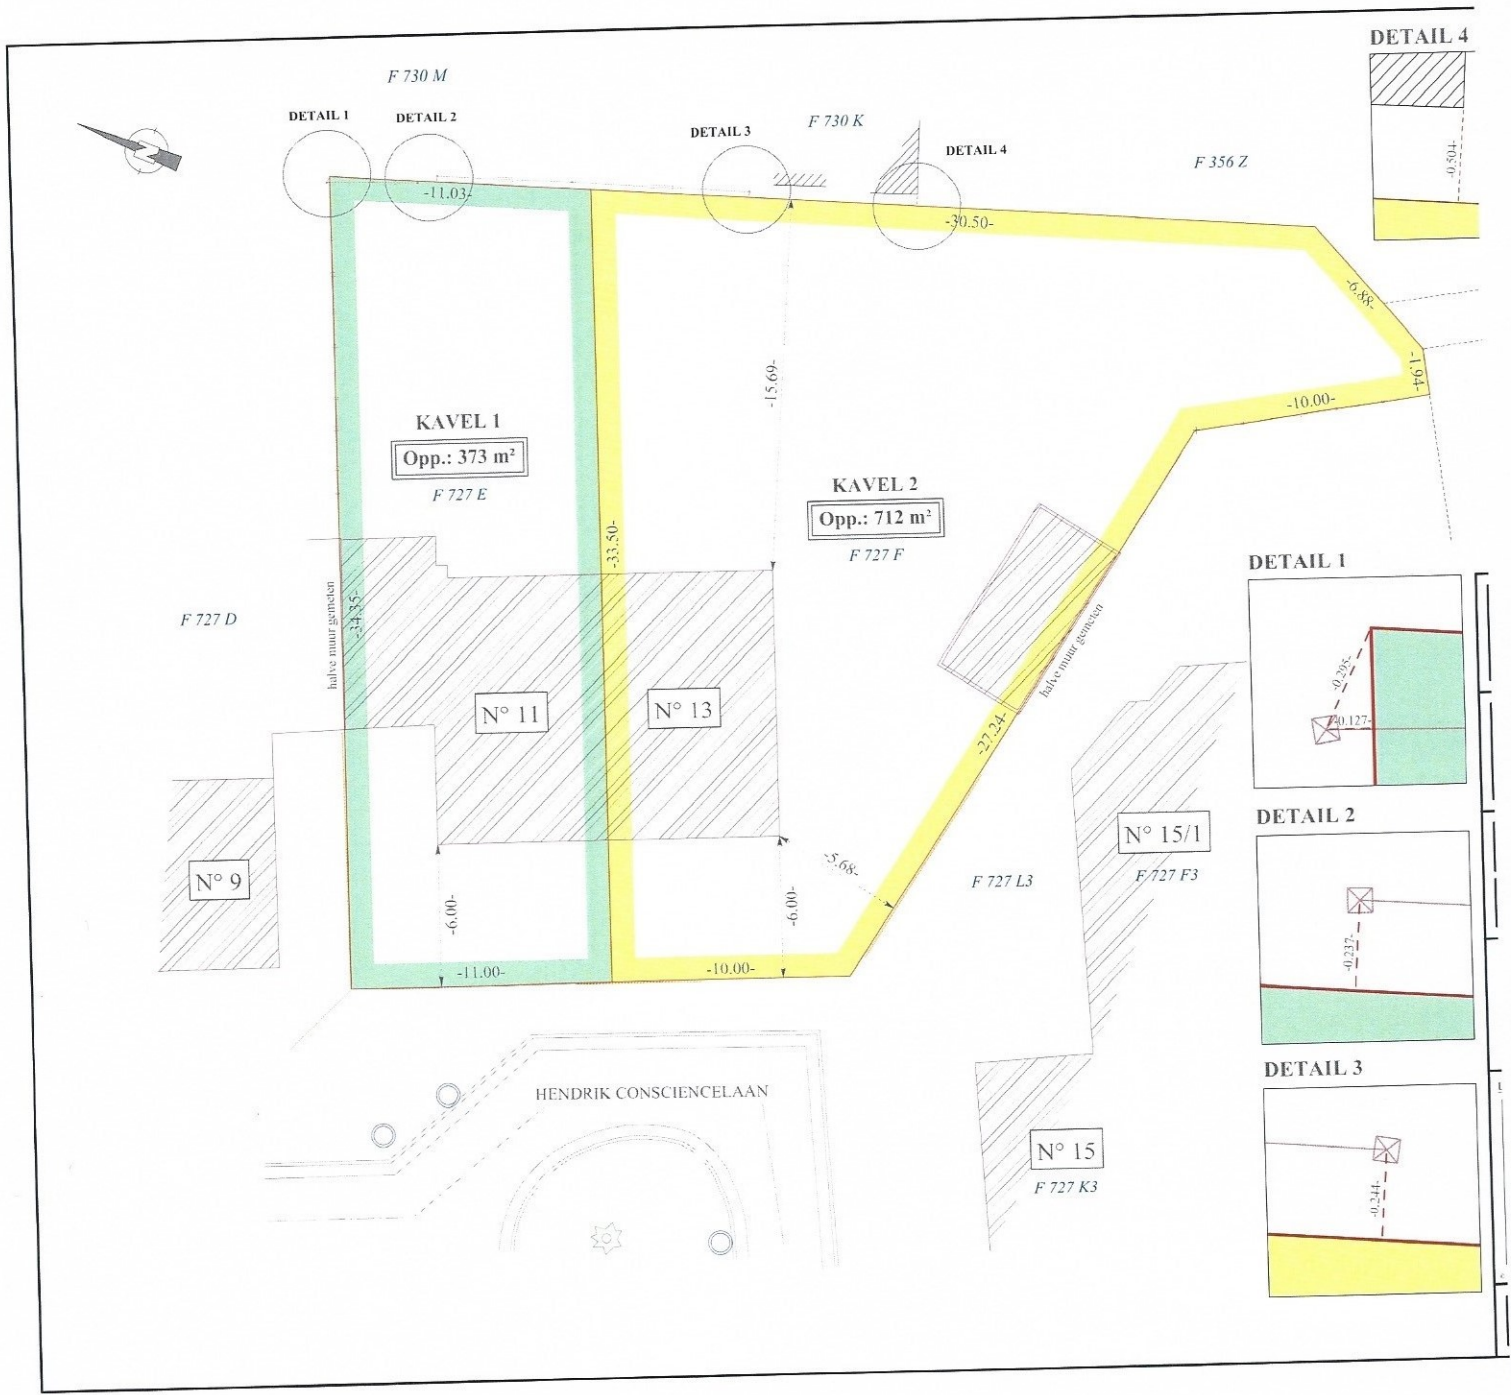 DETAIL 4
F 730 M
DETAIL 1
DETAIL 2
DETAIL 3
F 730 K
DETAIL 4
F 356 Z
N
-0.504-
-11.03-
-30.50-
-6.88-
-1.94-
-10.00-
-15.69-
KAVEL 1
Opp.: 373 m²
F 727 E
KAVEL 2
Opp.: 712 m²
F 727 F
-33.50-
DETAIL 1
F 727 D
halve muur gemeten
-34.35-
halve muur gemeten
-0.295-
-0.127-
N° 11
N° 13
-27.24-
DETAIL 2
N° 15/1
F 727 F3
N° 9
-5.68-
F 727 L3
-6.00-
-6.00-
-0.237-
-11.00-
-10.00-
DETAIL 3
HENDRIK CONSCIENCELAAN
N° 15
F 727 K3
-0.244-